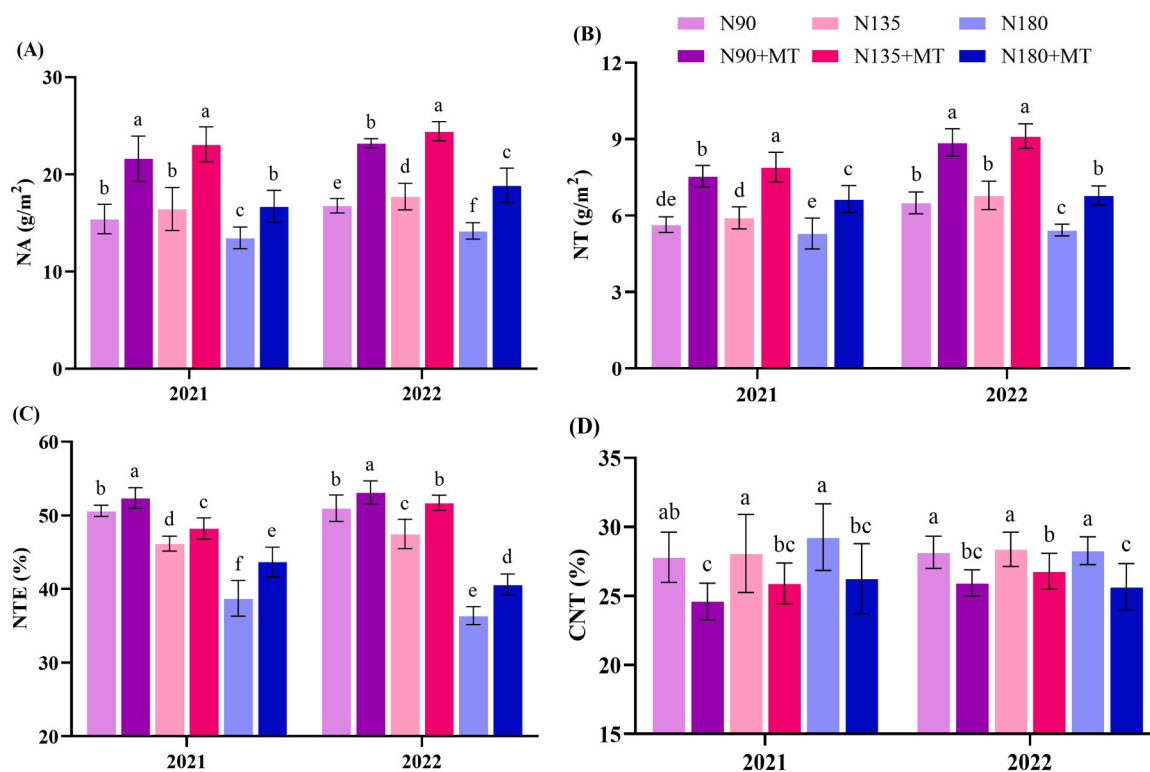 (A)
30
20
10
0
NA (g/m²)
b a b a c b
e b d a f c
2021 2022
(B)
N90 N135 N180
N90+MT N135+MT N180+MT
12
9
6
3
0
NT (g/m²)
de b d a e c
b a b a c b
2021 2022
(C)
60
50
40
30
20
NTE (%)
b a d c f e
b a c b e d
2021 2022
(D)
35
30
25
20
15
CNT (%)
ab c a bc a bc
a bc a b a c
2021 2022